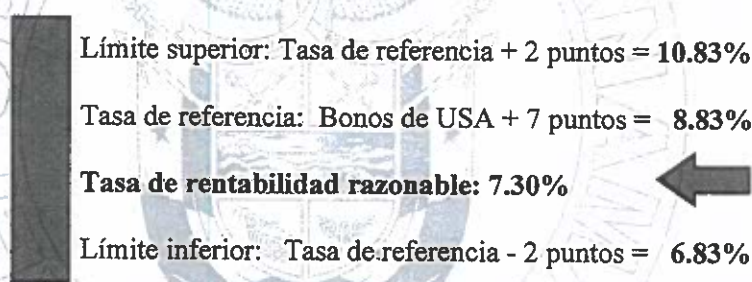 Límite superior: Tasa de referencia + 2 puntos = 10.83%
Tasa de referencia: Bonos de USA + 7 puntos = 8.83%
Tasa de rentabilidad razonable: 7.30%
Límite inferior: Tasa de.referencia - 2 puntos = 6.83%